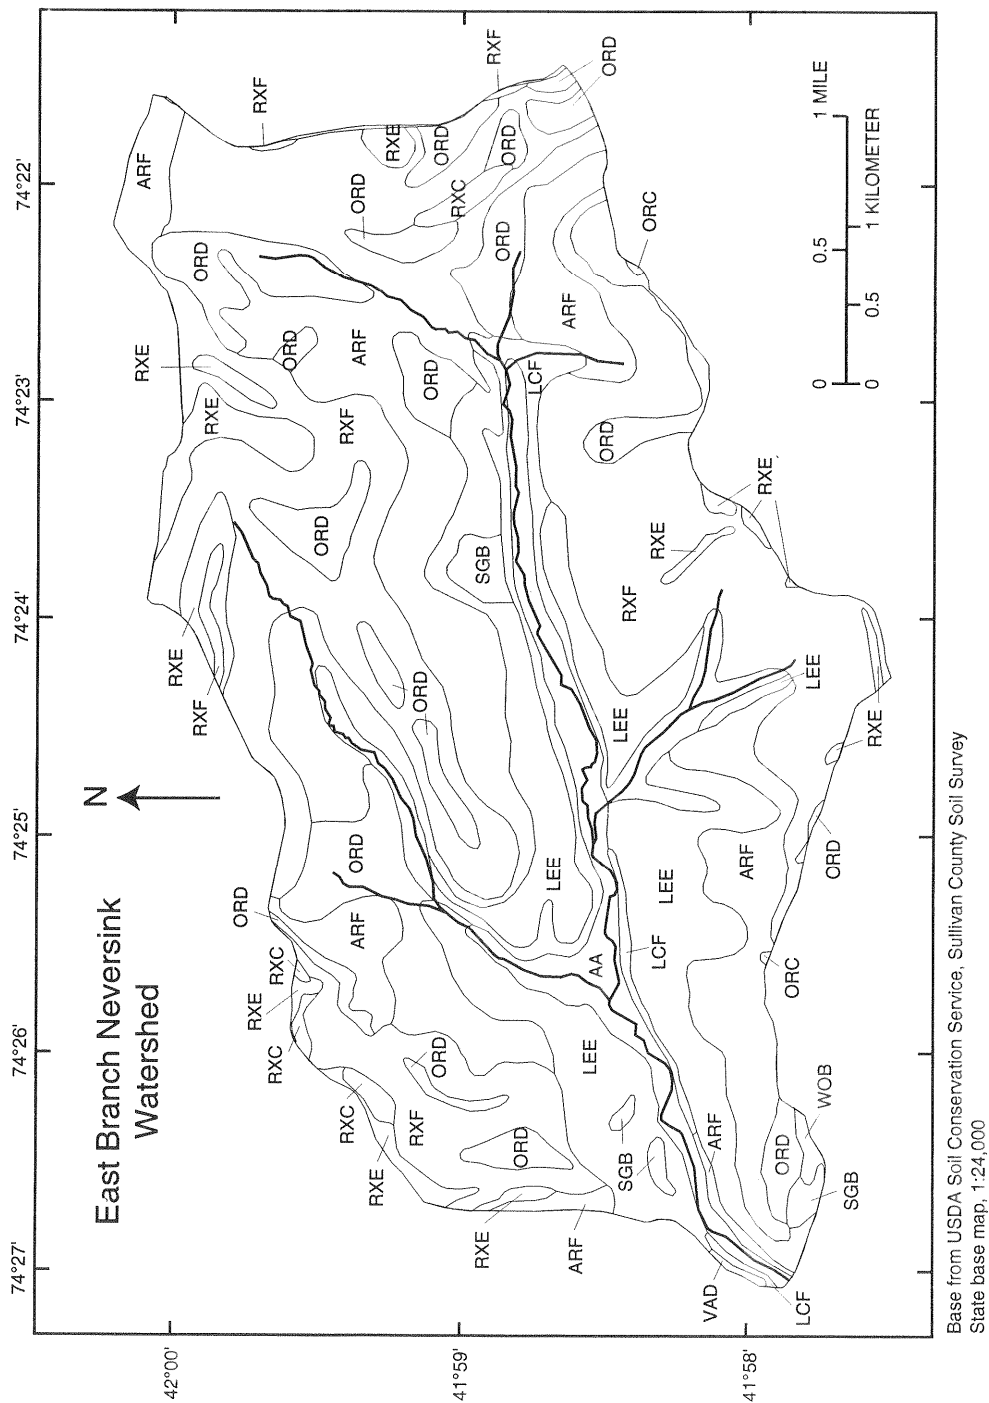 East Branch Neversink
Watershed
N
74°27'
74°26'
74°25'
74°24'
74°23'
74°22'
42°00'
41°59'
41°58'
ARF
RXF
RXF
ORD
RXE
ORD
ORD
ORD
RXC
ORD
ORD
ORC
ARF
RXE
ORD
ARF
ORD
LCF
RXE
RXF
ORD
ORD
SGB
RXE
RXE
RXF
RXE
RXF
ORD
LEE
LEE
RXE
ORD
ORD
LEE
LEE
ARF
ORD
ARF
RXC
RXE
AA
LCF
ORC
RXC
ORD
LEE
RXC
RXF
RXE
ORD
SGB
ARF
ORD
WOB
SGB
RXE
ARF
VAD
LCF
0 0.5 1 MILE
0 0.5 1 KILOMETER
Base from USDA Soil Conservation Service, Sullivan County Soil Survey
State base map, 1:24,000